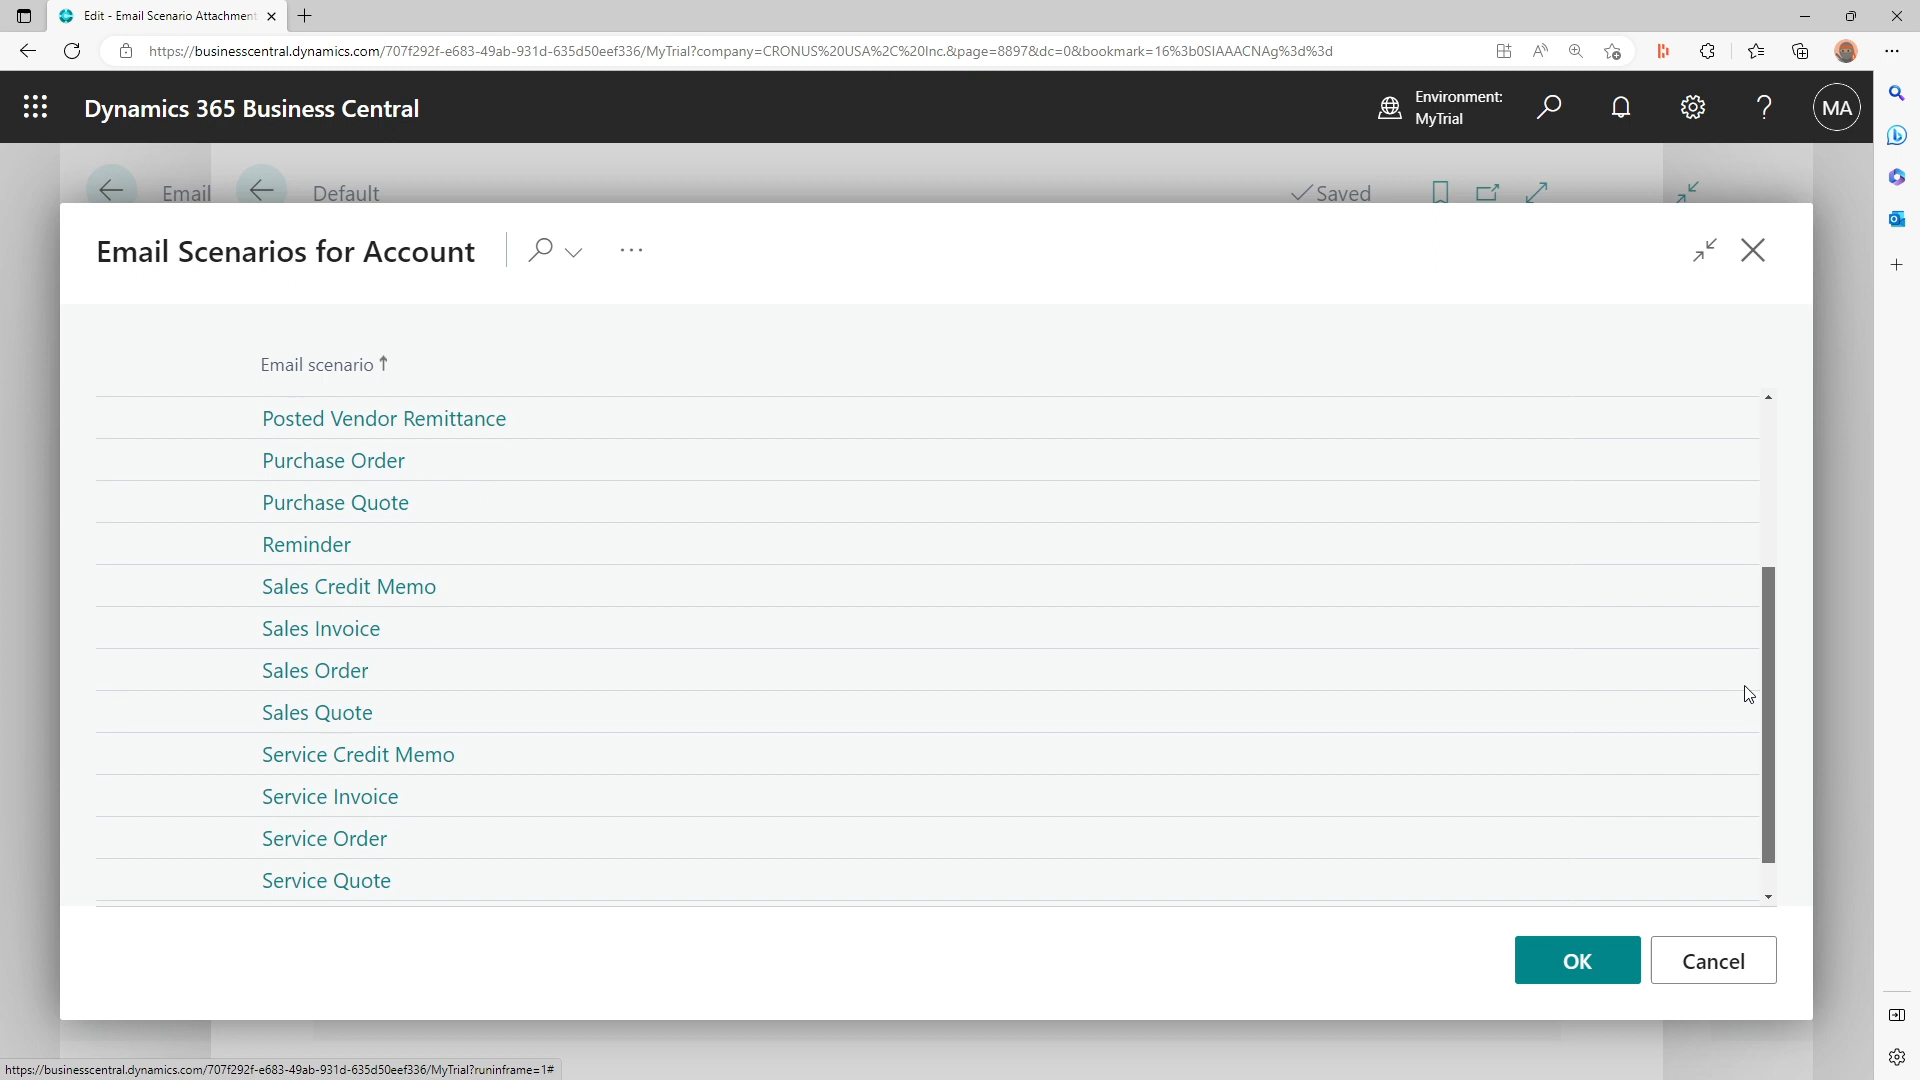 Edit - Email Scenario Attachment
https://businesscentral.dynamics.com/707f292f-e683-49ab-931d-635d50eef336/MyTrial?company=CRONUS%20USA%2C%20Inc.&page=8897&dc=0&bookmark=16%3b0SIAAACNAg%3d%3d
Dynamics 365 Business Central
Environment:
MyTrial
MA
Email
Default
Saved
Email Scenarios for Account
Email scenario ↑
Posted Vendor Remittance
Purchase Order
Purchase Quote
Reminder
Sales Credit Memo
Sales Invoice
Sales Order
Sales Quote
Service Credit Memo
Service Invoice
Service Order
Service Quote
OK
Cancel
https://businesscentral.dynamics.com/707f292f-e683-49ab-931d-635d50eef336/MyTrial?runinframe=1#